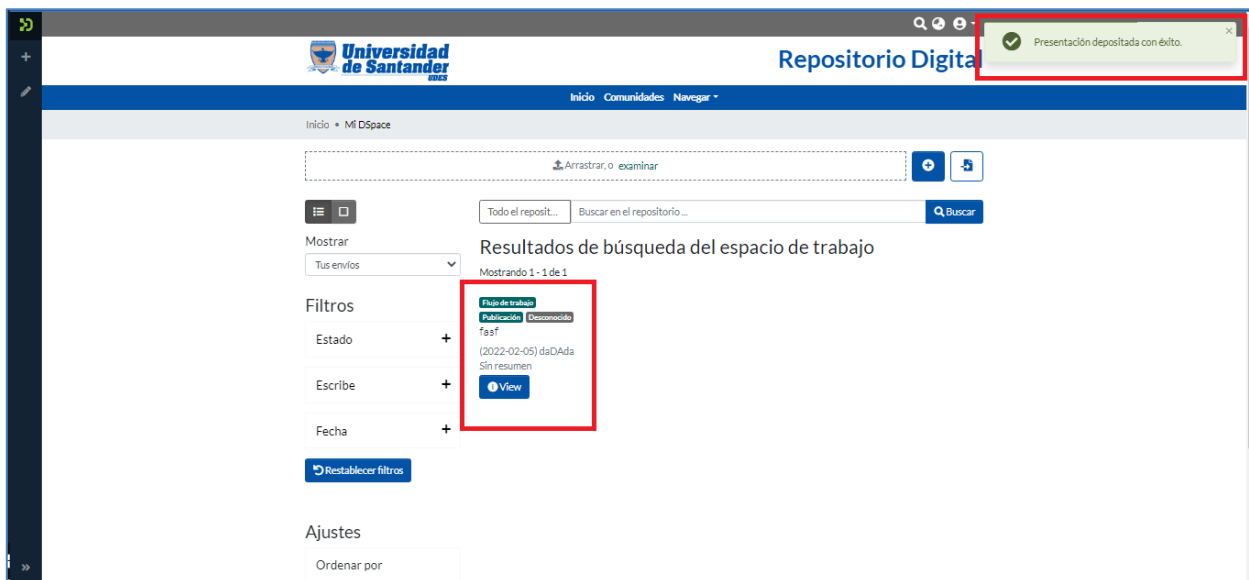 Universidad
de Santander
UDES
Repositorio Digital
Presentación depositada con éxito.
Inicio Comunidades Navegar
Inicio • Mi DSpace
Arrastrar, o examinar
Todo el reposit... Buscar en el repositorio ... Buscar
Mostrar
Tus envíos
Resultados de búsqueda del espacio de trabajo
Mostrando 1 - 1 de 1
Flujo de trabajo
Publicación Desconocido
fasf
(2022-02-05) daDAda
Sin resumen
View
Filtros
Estado
Escribe
Fecha
Restablecer filtros
Ajustes
Ordenar por